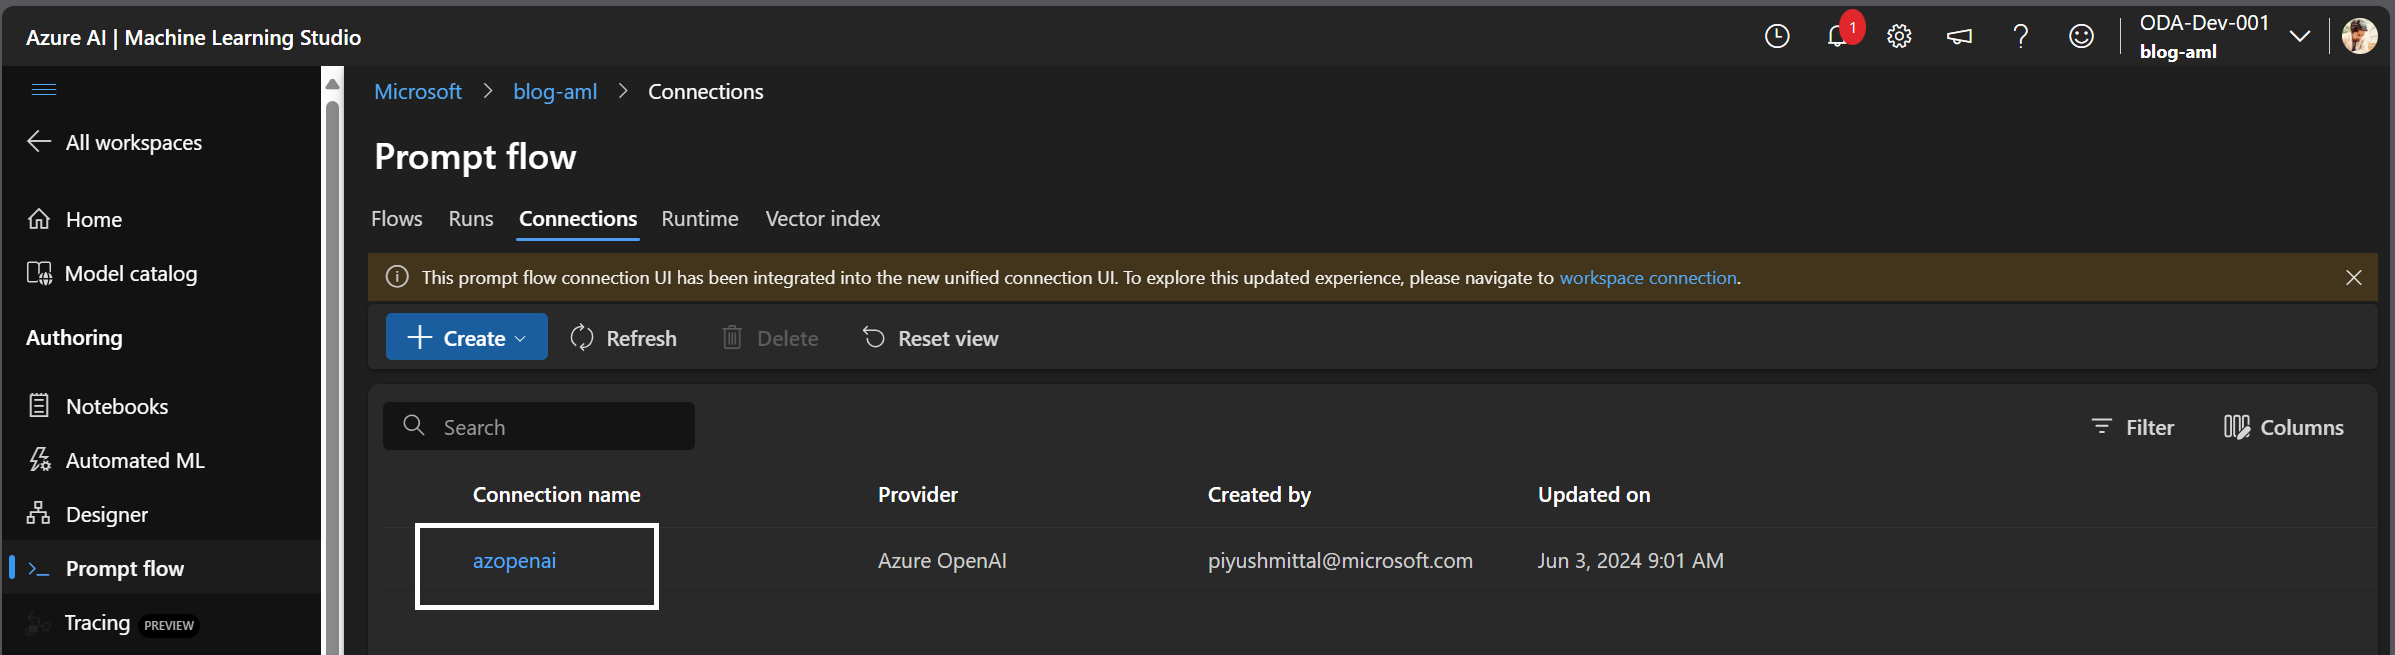 Azure AI | Machine Learning Studio
1
ODA-Dev-001
blog-aml
All workspaces
Home
Model catalog
Authoring
Notebooks
Automated ML
Designer
Prompt flow
Tracing PREVIEW
Microsoft > blog-aml > Connections
Prompt flow
Flows Runs Connections Runtime Vector index
This prompt flow connection UI has been integrated into the new unified connection UI. To explore this updated experience, please navigate to workspace connection.
Create Refresh Delete Reset view
Search Filter Columns
Connection name Provider Created by Updated on
azopenai Azure OpenAI piyushmittal@microsoft.com Jun 3, 2024 9:01 AM